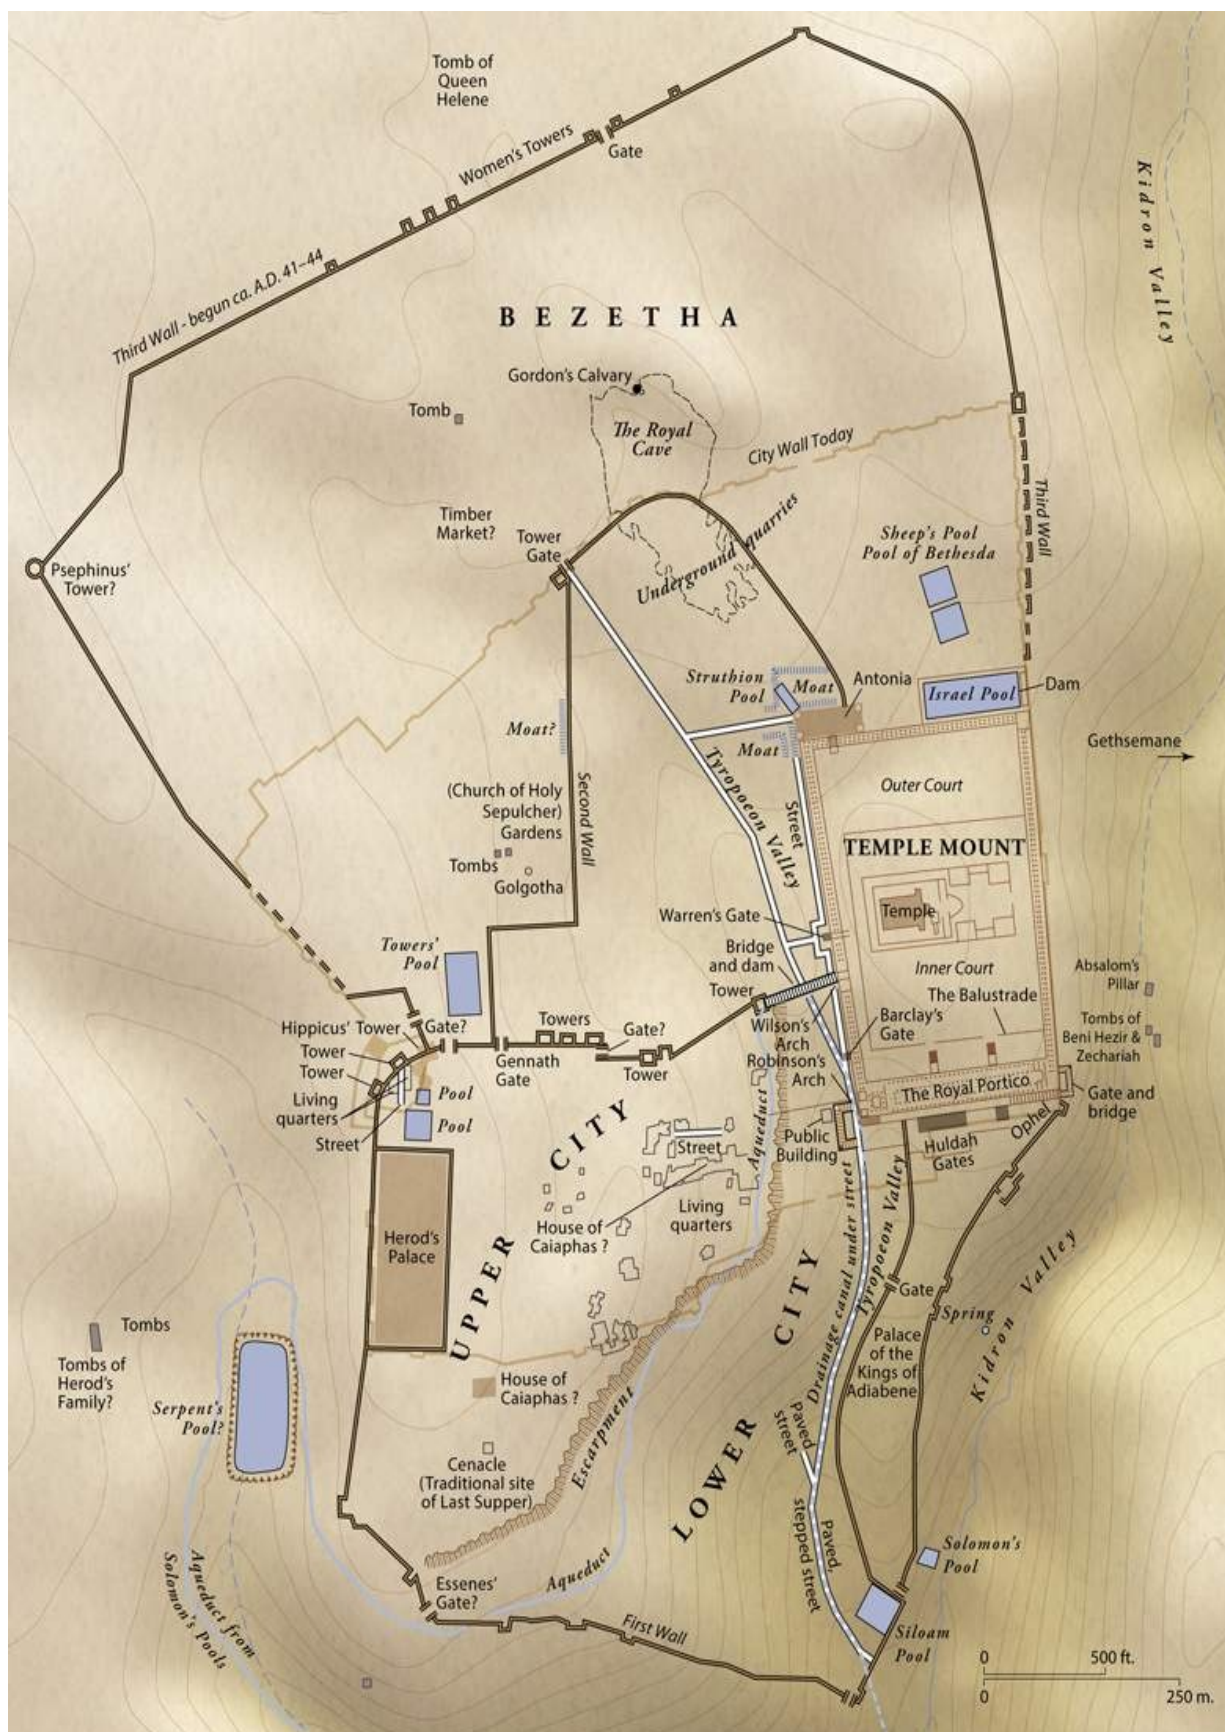 Tomb of
Queen
Helene
Women's Towers
Gate
Kidron Valley
Third Wall - begun ca. A.D. 41–44
BEZETHA
Gordon's Calvary
Tomb
The Royal
Cave
City Wall Today
Third Wall
Timber
Market?
Tower
Gate
Underground quarries
Sheep's Pool
Pool of Bethesda
Psephinus'
Tower?
Struthion
Pool
Moat
Antonia
Israel Pool
Dam
Moat?
Moat
Gethsemane
Tyropoeon Valley
Outer Court
(Church of Holy
Sepulcher)
Gardens
Second Wall
Street
TEMPLE MOUNT
Tombs
Golgotha
Temple
Warren's Gate
Towers'
Pool
Bridge
and dam
Inner Court
Absalom's
Pillar
Tower
The Balustrade
Hippicus' Tower
Gate?
Towers
Gate?
Wilson's
Arch
Barclay's
Gate
Tombs of
Beni Hezir &
Zechariah
Tower
Tower
Gennath
Gate
Tower
Robinson's
Arch
Living
quarters
Pool
The Royal Portico
Gate and
bridge
Street
Pool
Aqueduct
Public
Building
Huldah
Gates
Ophel
Street
UPPER CITY
House of
Caiaphas ?
Living
quarters
Herod's
Palace
Drainage canal under street
Tyropoeon Valley
Gate
Spring
Kidron Valley
Tombs
Tombs of
Herod's
Family?
Palace
of the
Kings of
Adiabene
LOWER CITY
House of
Caiaphas ?
Serpent's
Pool?
Escarpment
Paved
street
Cenacle
(Traditional site
of Last Supper)
Paved,
stepped street
Solomon's
Pool
Aqueduct from
Solomon's Pools
Aqueduct
Essenes'
Gate?
First Wall
Siloam
Pool
0 500 ft.
0 250 m.